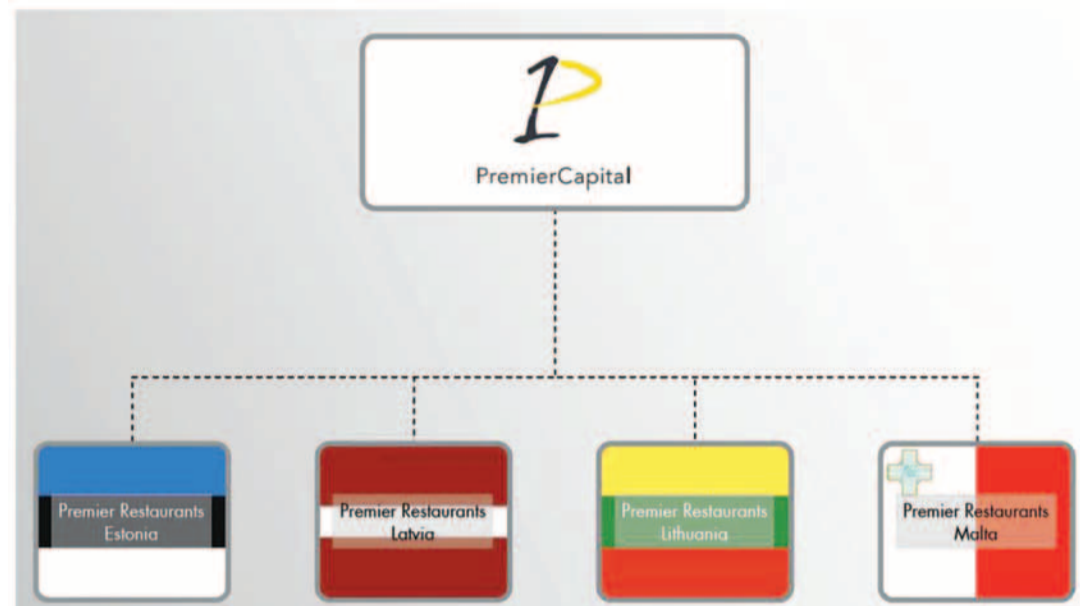 PremierCapital
Premier Restaurants
Estonia
Premier Restaurants
Latvia
Premier Restaurants
Lithuania
Premier Restaurants
Malta